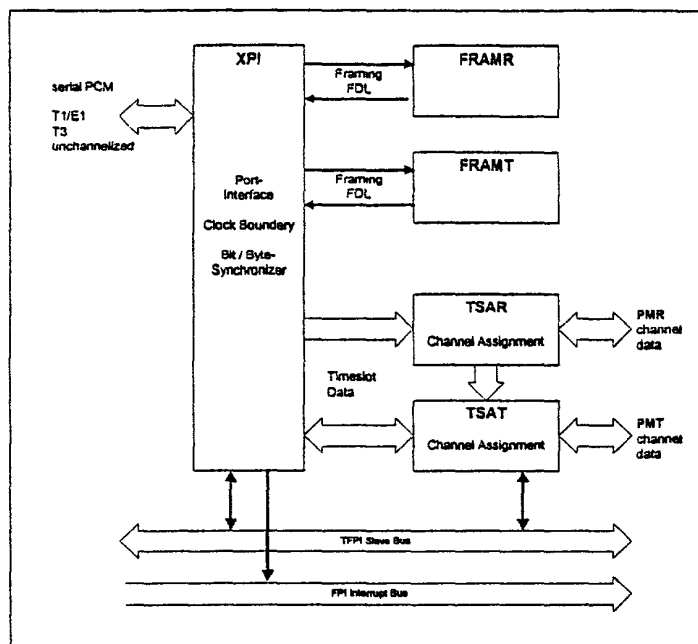 XPI
serial PCM
T1/E1
T3
unchannelized
Port-
Interface
Clock Boundary
Bit / Byte-
Synchronizer
Framing
FDL
FRAMR
Framing
FDL
FRAMT
TSAR
Channel Assignment
PMR
channel
data
Timeslot
Data
TSAT
Channel Assignment
PMT
channel
data
TFPI Slave Bus
FPI Interrupt Bus